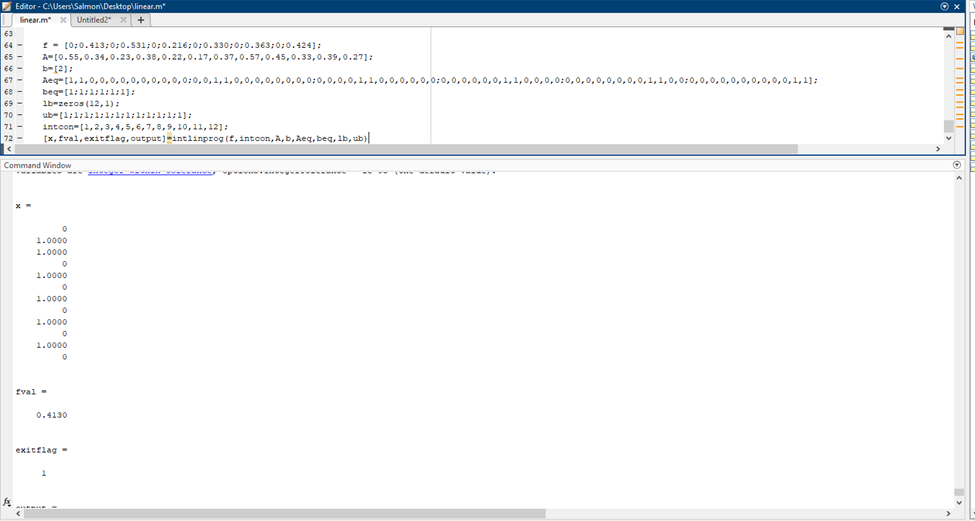 Editor - C:\Users\Salmon\Desktop\linear.m*
linear.m* Untitled2* +
63
64 - f = [0;0.413;0;0.531;0;0.216;0;0.330;0;0.363;0;0.424];
65 - A=[0.55,0.34,0.23,0.38,0.22,0.17,0.37,0.57,0.45,0.33,0.39,0.27];
66 - b=[2];
67 - Aeq=[1,1,0,0,0,0,0,0,0,0,0,0;0,0,1,1,0,0,0,0,0,0,0,0;0,0,0,0,1,1,0,0,0,0,0,0;0,0,0,0,0,0,1,1,0,0,0,0;0,0,0,0,0,0,0,0,1,1,0,0;0,0,0,0,0,0,0,0,0,0,1,1];
68 - beq=[1;1;1;1;1;1];
69 - lb=zeros(12,1);
70 - ub=[1;1;1;1;1;1;1;1;1;1;1;1];
71 - intcon=[1,2,3,4,5,6,7,8,9,10,11,12];
72 - [x,fval,exitflag,output]=intlinprog(f,intcon,A,b,Aeq,beq,lb,ub)
Command Window
x =
0
1.0000
1.0000
0
1.0000
0
1.0000
0
1.0000
0
1.0000
0
fval =
0.4130
exitflag =
1
fx